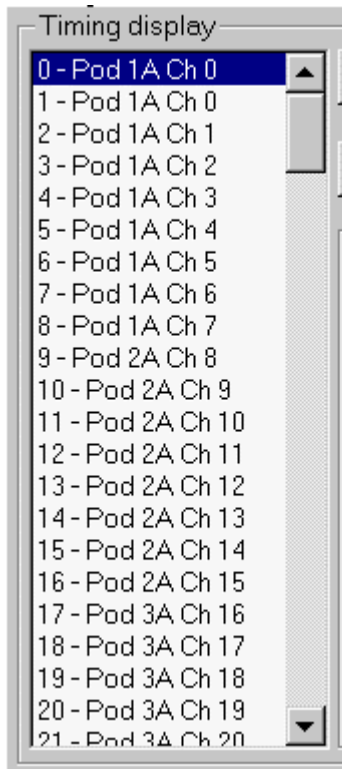 Timing display
0 - Pod 1A Ch 0
1 - Pod 1A Ch 0
2 - Pod 1A Ch 1
3 - Pod 1A Ch 2
4 - Pod 1A Ch 3
5 - Pod 1A Ch 4
6 - Pod 1A Ch 5
7 - Pod 1A Ch 6
8 - Pod 1A Ch 7
9 - Pod 2A Ch 8
10 - Pod 2A Ch 9
11 - Pod 2A Ch 10
12 - Pod 2A Ch 11
13 - Pod 2A Ch 12
14 - Pod 2A Ch 13
15 - Pod 2A Ch 14
16 - Pod 2A Ch 15
17 - Pod 3A Ch 16
18 - Pod 3A Ch 17
19 - Pod 3A Ch 18
20 - Pod 3A Ch 19
21 - Pod 3A Ch 20